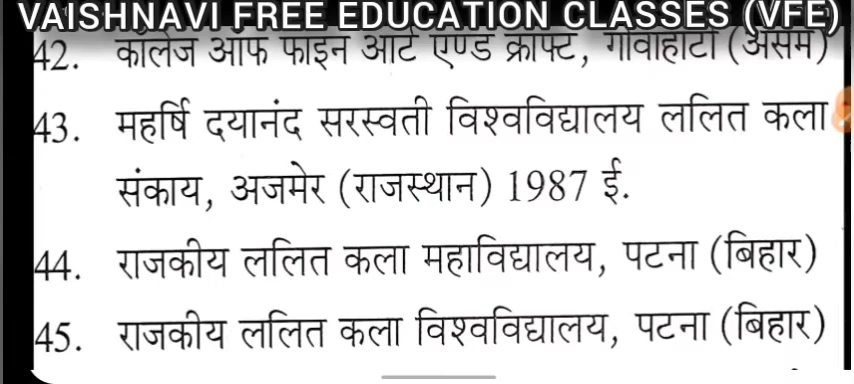 VAISHNAVI FREE EDUCATION CLASSES (VFE)
42. कॉलेज ऑफ फाइन आर्ट एण्ड क्राफ्ट, गोवाहाटी (असम)
43. महर्षि दयानंद सरस्वती विश्वविद्यालय ललित कला
संकाय, अजमेर (राजस्थान) 1987 ई.
44. राजकीय ललित कला महाविद्यालय, पटना (बिहार)
45. राजकीय ललित कला विश्वविद्यालय, पटना (बिहार)